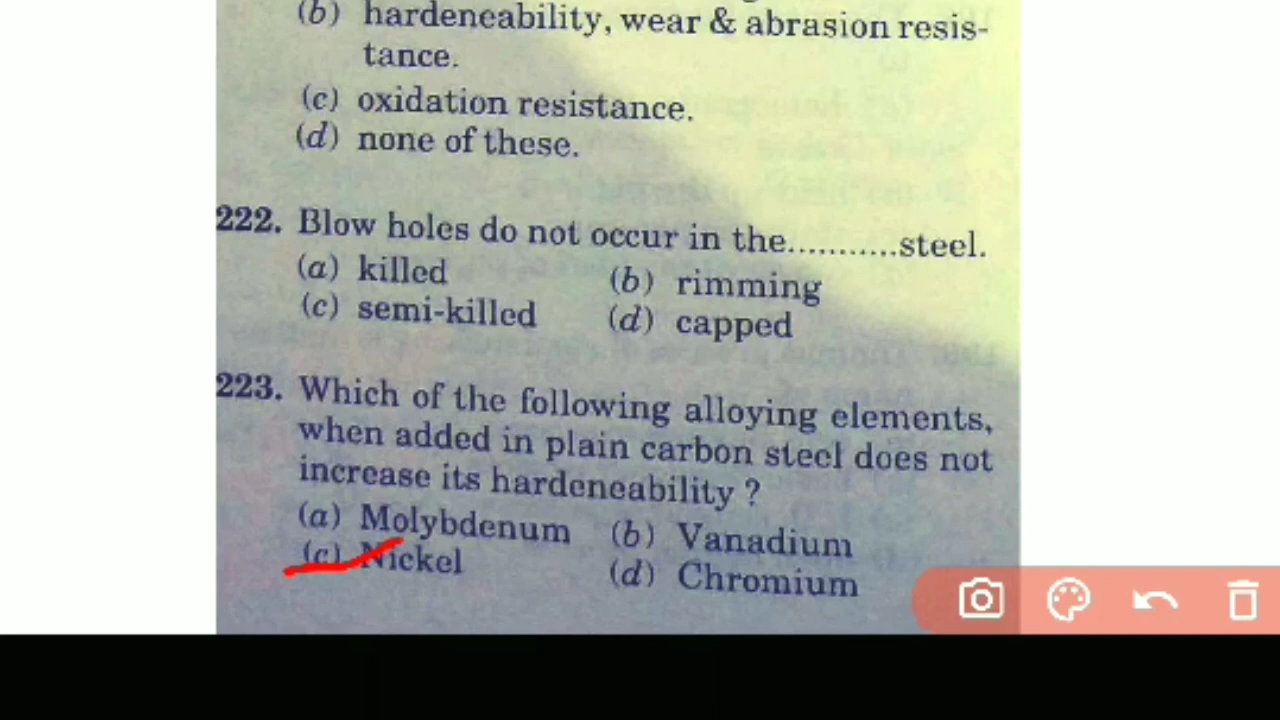 (b) hardeneability, wear & abrasion resis-
tance.
(c) oxidation resistance.
(d) none of these.
222. Blow holes do not occur in the...........steel.
(a) killed (b) rimming
(c) semi-killed (d) capped
223. Which of the following alloying elements,
when added in plain carbon steel does not
increase its hardeneability ?
(a) Molybdenum (b) Vanadium
(c) Nickel (d) Chromium